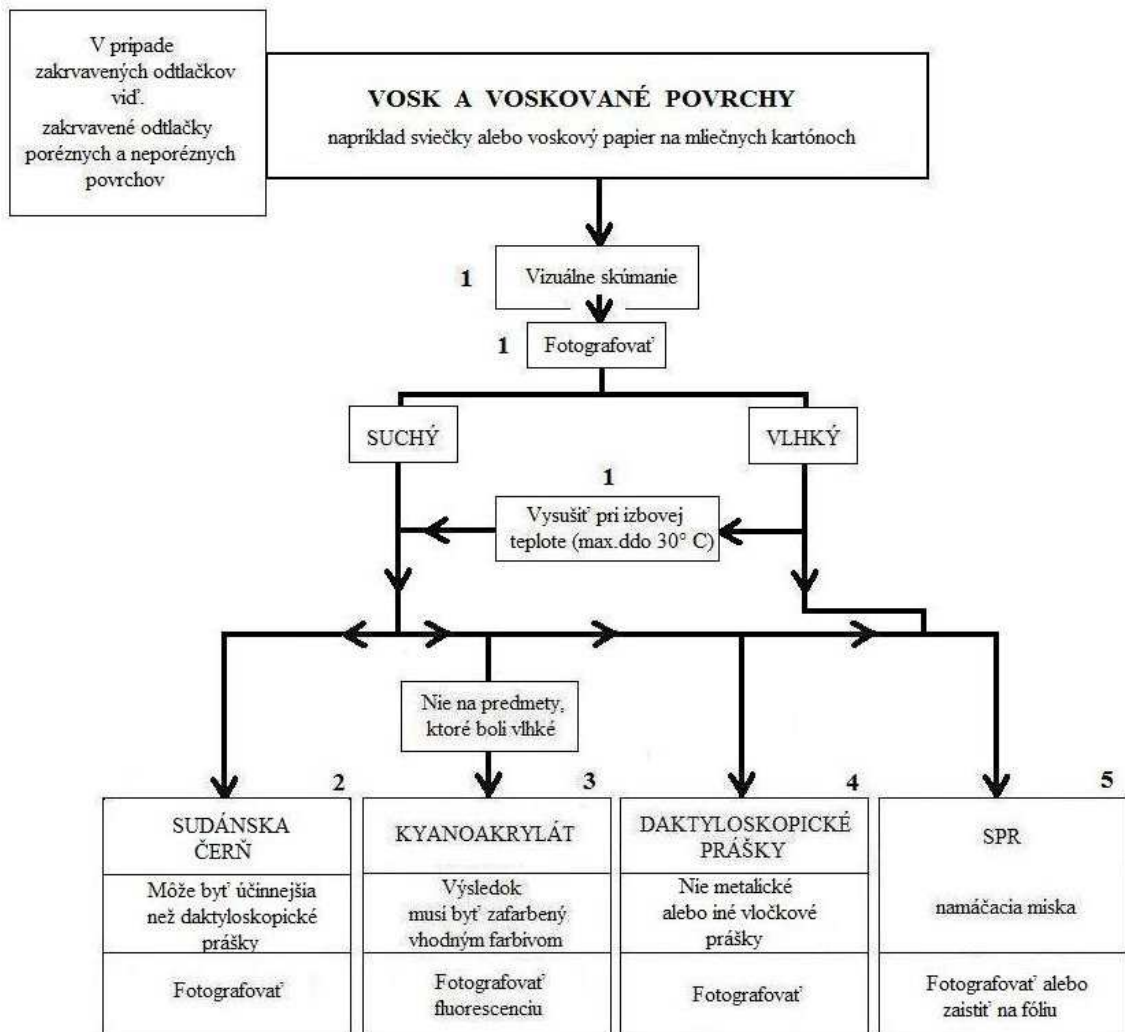 V prípade
zakrvavených odtlačkov
viď.
zakrvavené odtlačky
poréznych a neporéznych
povrchov
VOSK A VOSKOVANÉ POVRCHY
napríklad sviečky alebo voskový papier na mliečnych kartónoch
1
Vizuálne skúmanie
1
Fotografovať
SUCHÝ
VLHKÝ
1
Vysušiť pri izbovej
teplote (max.ddo 30° C)
Nie na predmety,
ktoré boli vlhké
2
SUDÁNSKA
ČERŇ
Môže byť účinnejšia
než daktyloskopické
prášky
Fotografovať
3
KYANOAKRYLÁT
Výsledok
musí byť zafarbený
vhodným farbivom
Fotografovať
fluorescenciu
4
DAKTYLOSKOPICKÉ
PRÁŠKY
Nie metalické
alebo iné vločkové
prášky
Fotografovať
5
SPR
namáčacia miska
Fotografovať alebo
zaistiť na fóliu